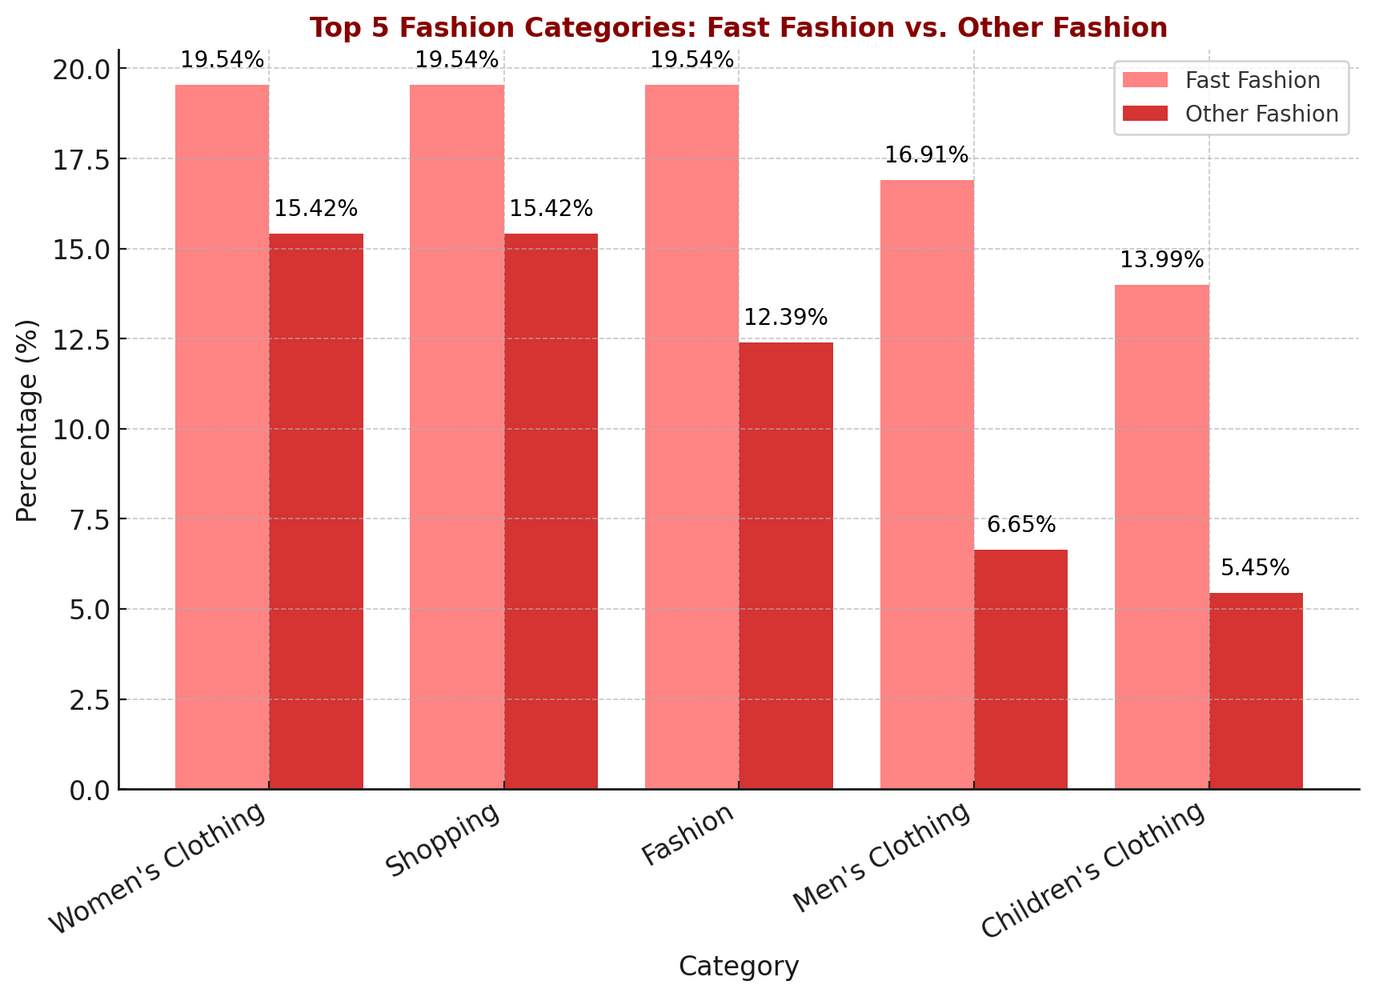 Top 5 Fashion Categories: Fast Fashion vs. Other Fashion
Fast Fashion
Other Fashion
Percentage (%)
20.0
17.5
15.0
12.5
10.0
7.5
5.0
2.5
0.0
19.54%
15.42%
19.54%
15.42%
19.54%
12.39%
16.91%
6.65%
13.99%
5.45%
Women's Clothing
Shopping
Fashion
Men's Clothing
Children's Clothing
Category